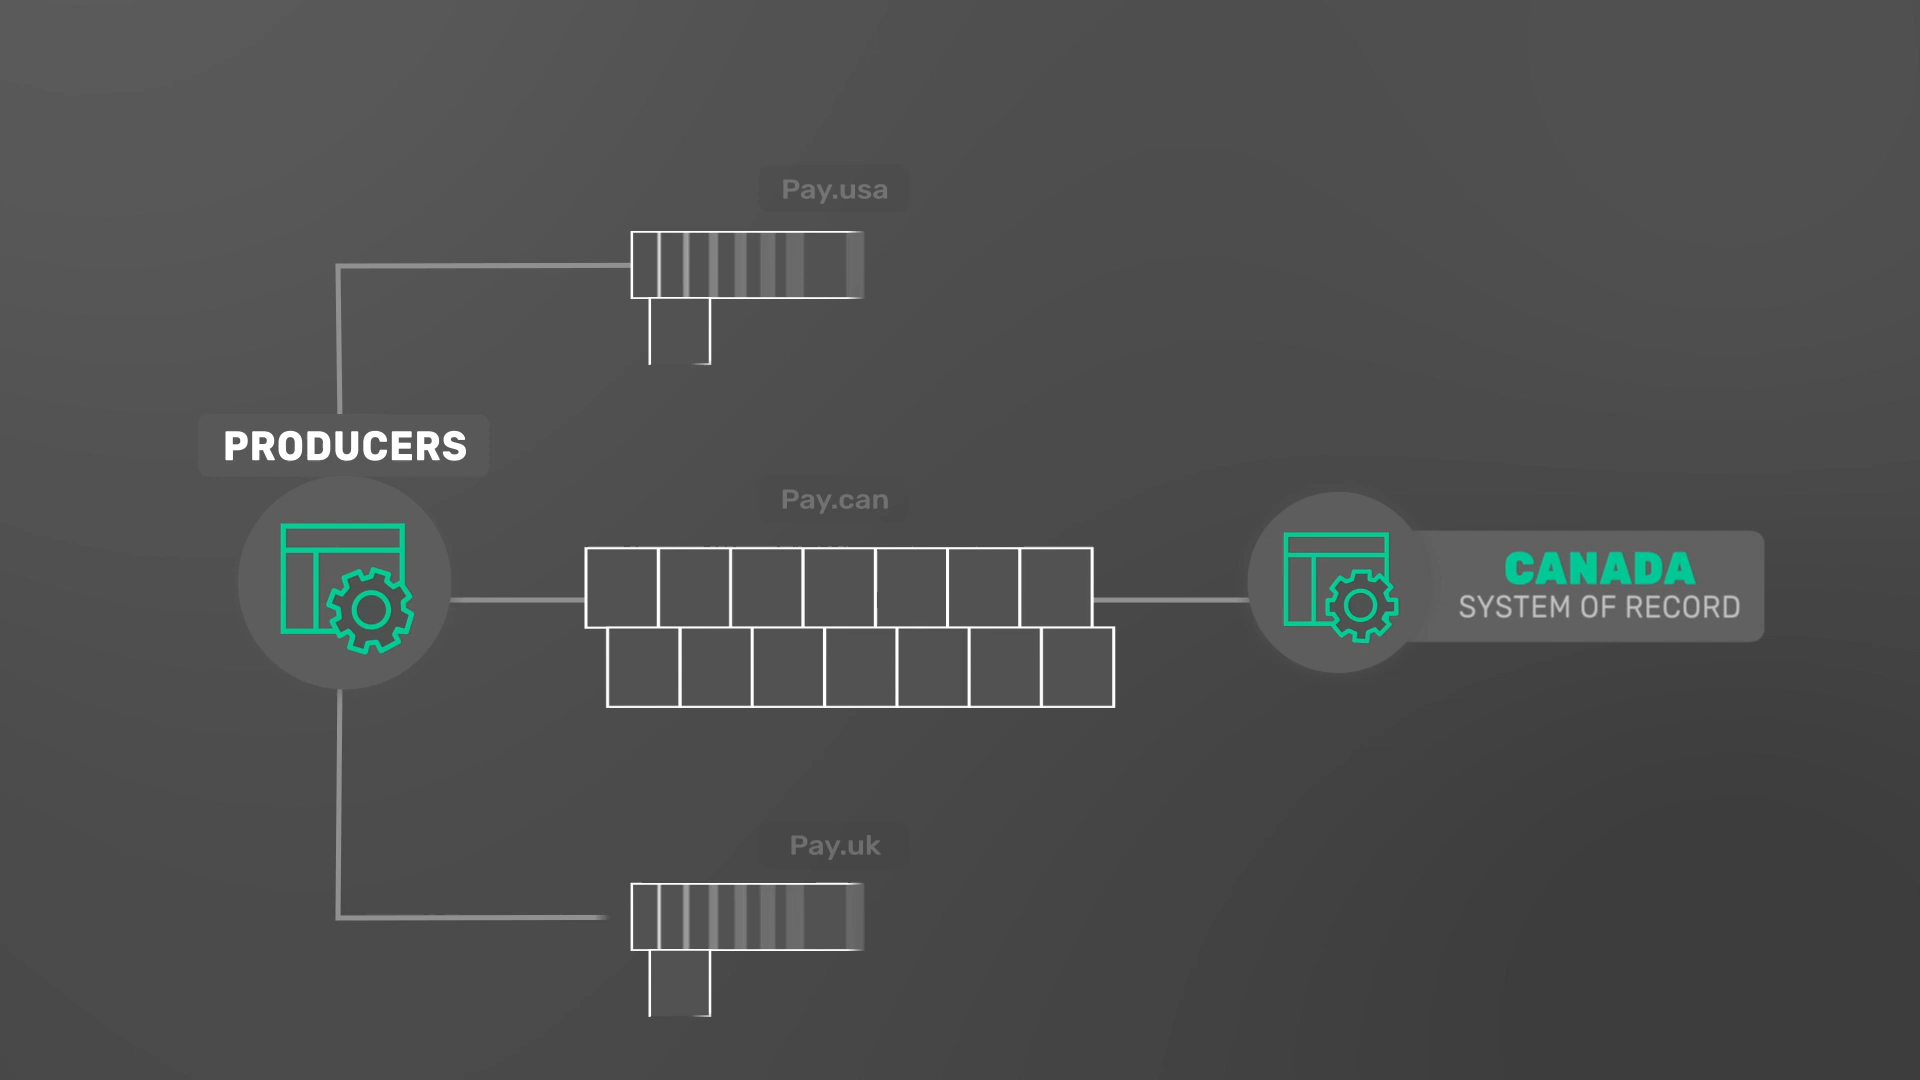 Pay.usa
PRODUCERS
Pay.can
CANADA
SYSTEM OF RECORD
Pay.uk